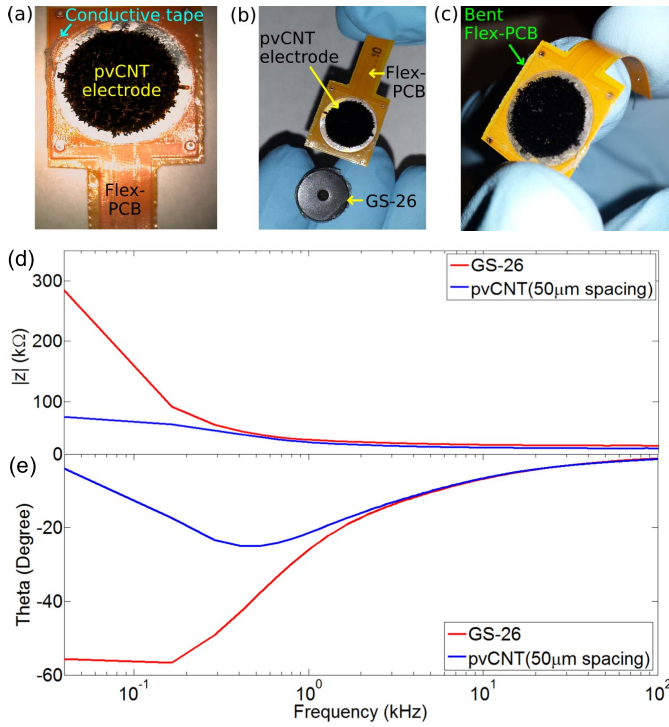 (a)
Conductive tape
pvCNT
electrode
Flex-
PCB
(b)
pvCNT
electrode
Flex-
PCB
GS-26
(c)
Bent
Flex-PCB
(d)
GS-26
pvCNT(50μm spacing)
300
|z| (kΩ)
100
0
(e)
-20
Theta (Degree)
-40
-60
GS-26
pvCNT(50μm spacing)
10⁻¹ 10⁰ 10¹ 10²
Frequency (kHz)